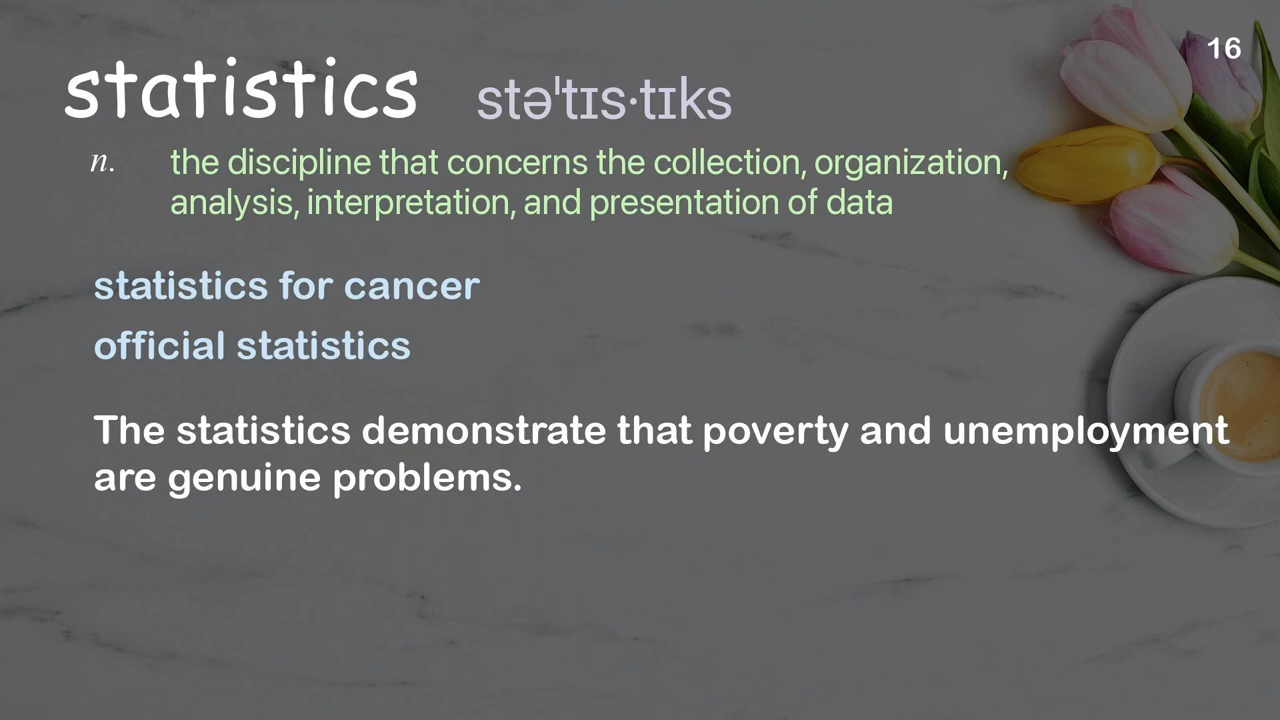 16
statistics stəˈtɪs·tɪks
n. the discipline that concerns the collection, organization,
analysis, interpretation, and presentation of data
statistics for cancer
official statistics
The statistics demonstrate that poverty and unemployment
are genuine problems.